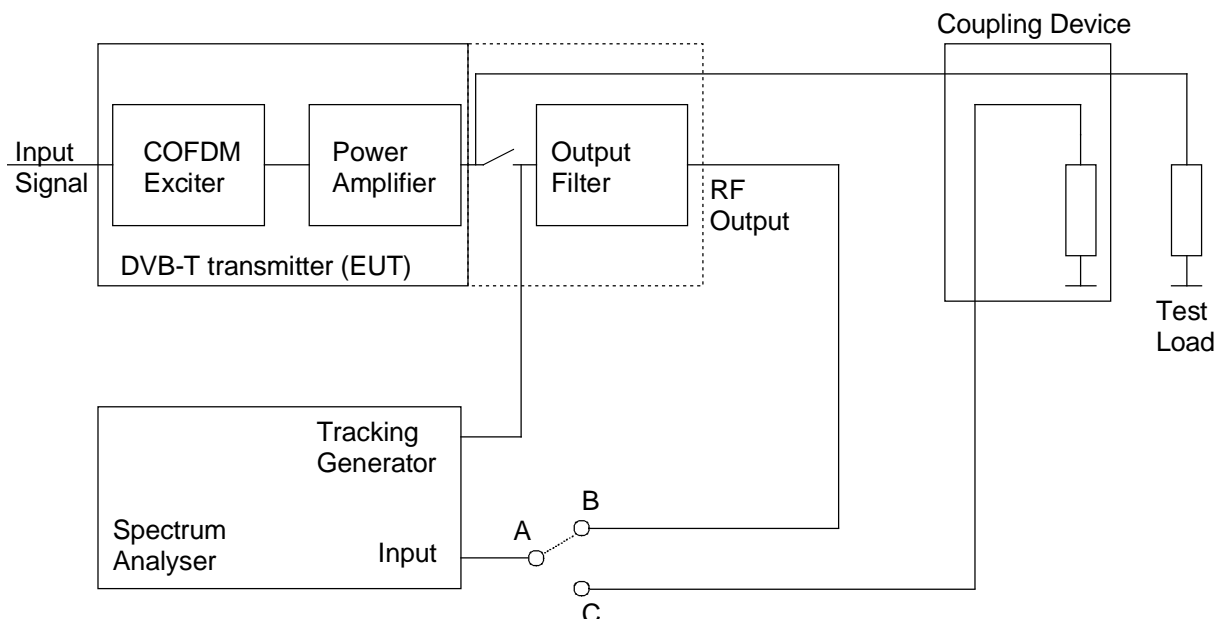 Coupling Device
Input
Signal
COFDM
Exciter
Power
Amplifier
Output
Filter
RF
Output
DVB-T transmitter (EUT)
Test
Load
Tracking
Generator
Spectrum
Analyser
Input
A
B
C